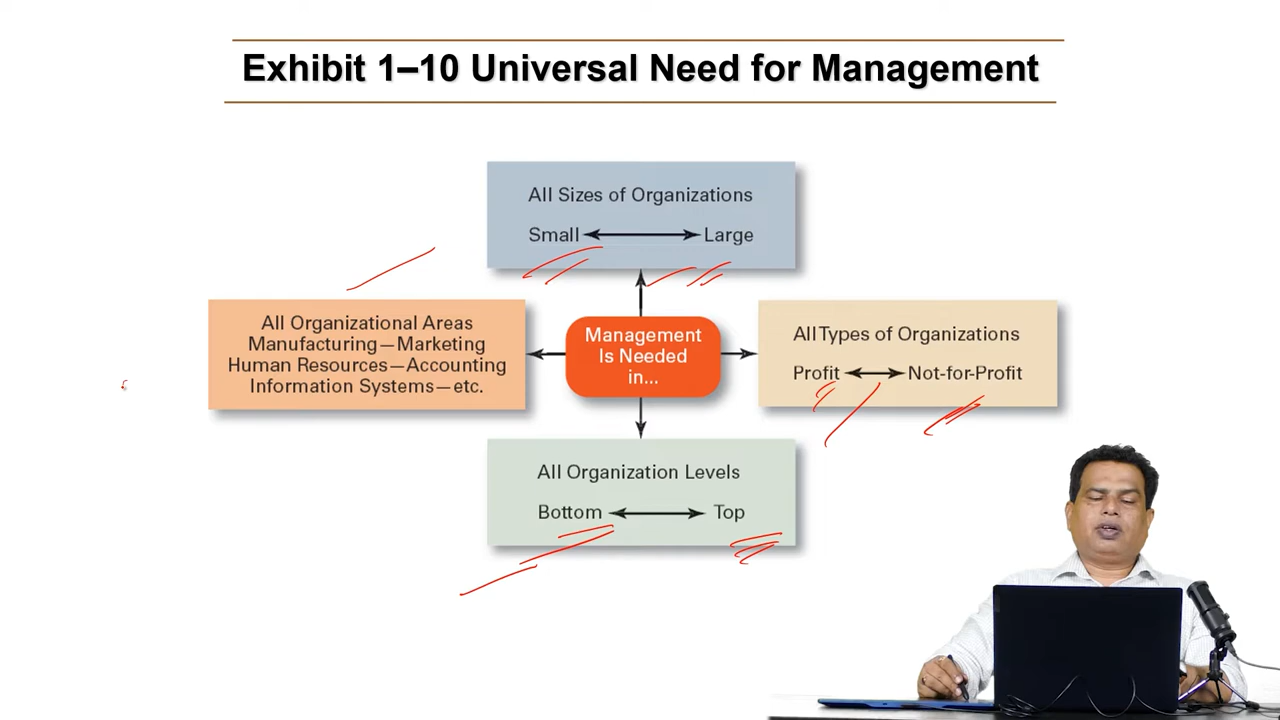 Exhibit 1–10 Universal Need for Management
All Sizes of Organizations
Small Large
All Organizational Areas
Manufacturing—Marketing
Human Resources—Accounting
Information Systems—etc.
Management
Is Needed
in...
All Types of Organizations
Profit Not-for-Profit
All Organization Levels
Bottom Top